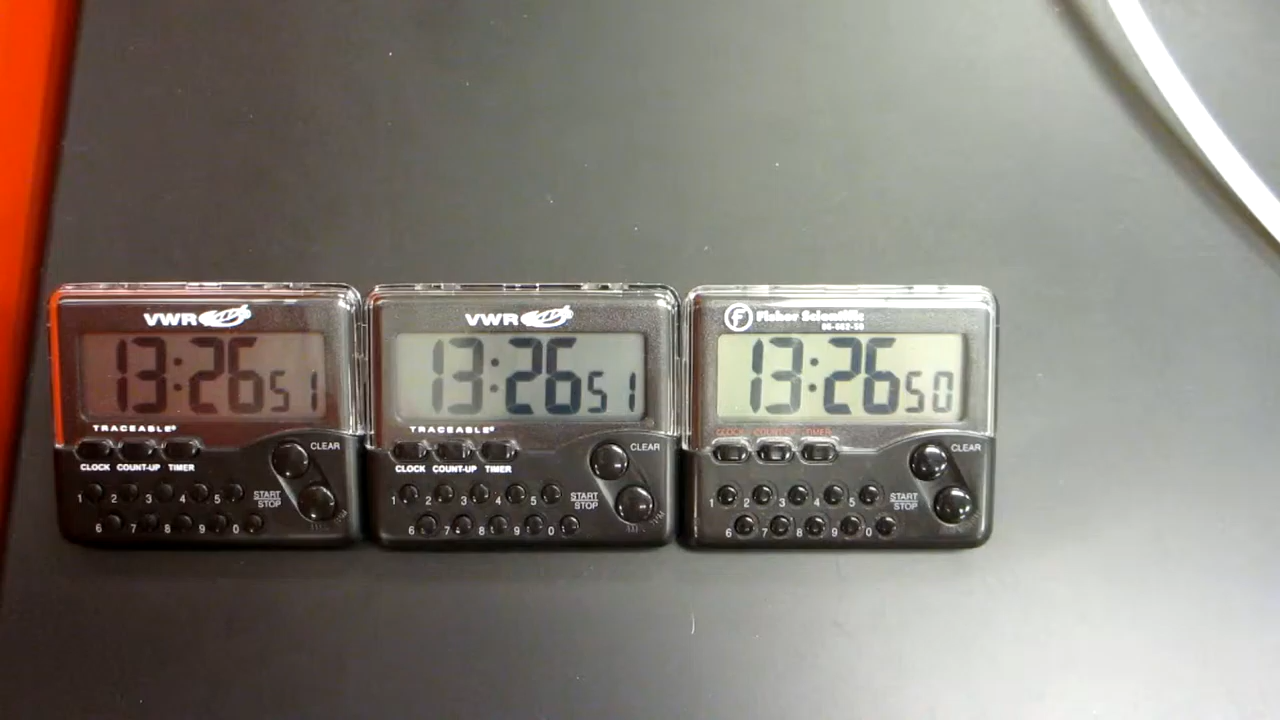 VWR
13:26 51
TRACEABLE®
CLOCK COUNT-UP TIMER
CLEAR
1 2 3 4 5
START/STOP
6 7 8 9 0
VWR
13:26 51
TRACEABLE®
CLOCK COUNT-UP TIMER
CLEAR
1 2 3 4 5
START/STOP
6 7 8 9 0
F Fisher Scientific
13:26 50
CLOCK COUNT-UP TIMER
CLEAR
1 2 3 4 5
START/STOP
6 7 8 9 0